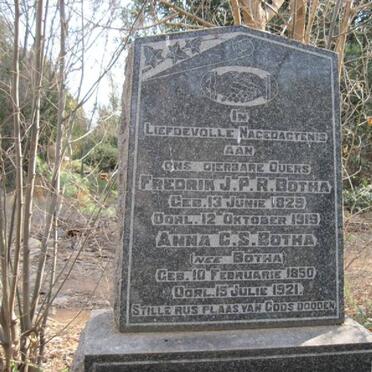 IN
LIEFDEVOLLE NAGEDAGTENIS
AAN
ONS DIERBARE OUERS
FREDRIK J.P.R. BOTHA
GEB. 13 JUNIE 1829
OORL. 12 OKTOBER 1919
ANNA C.S. BOTHA
(NEE BOTHA)
GEB. 10 FEBRUARIE 1850
OORL. 15 JULIE 1921.
STILLE RUS PLAAS VAN GODS DOODEN